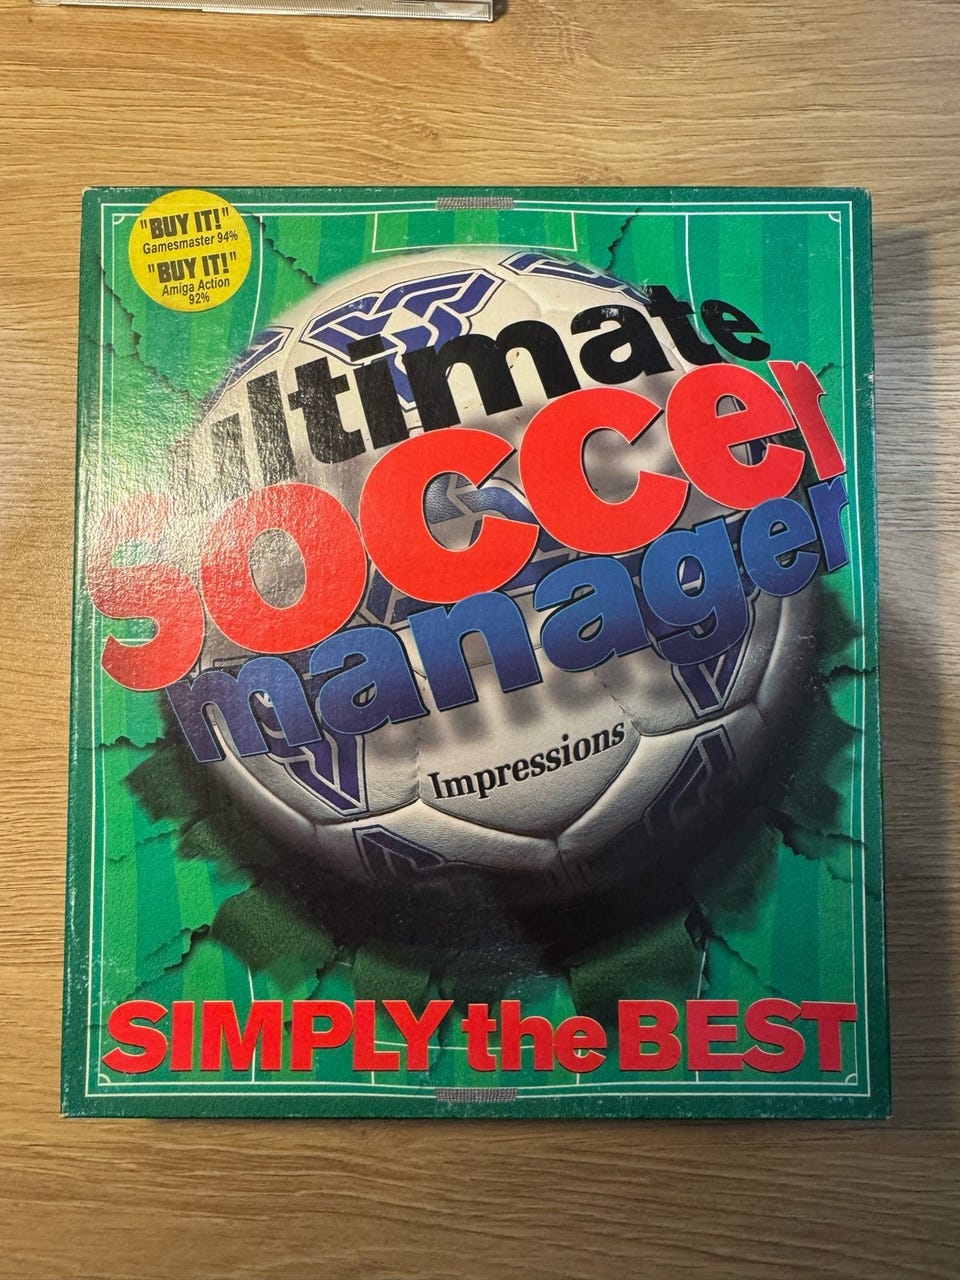 "BUY IT!"
Gamesmaster 94%
"BUY IT!"
Amiga Action
92%
ultimate
soccer
manager
Impressions
SIMPLY the BEST